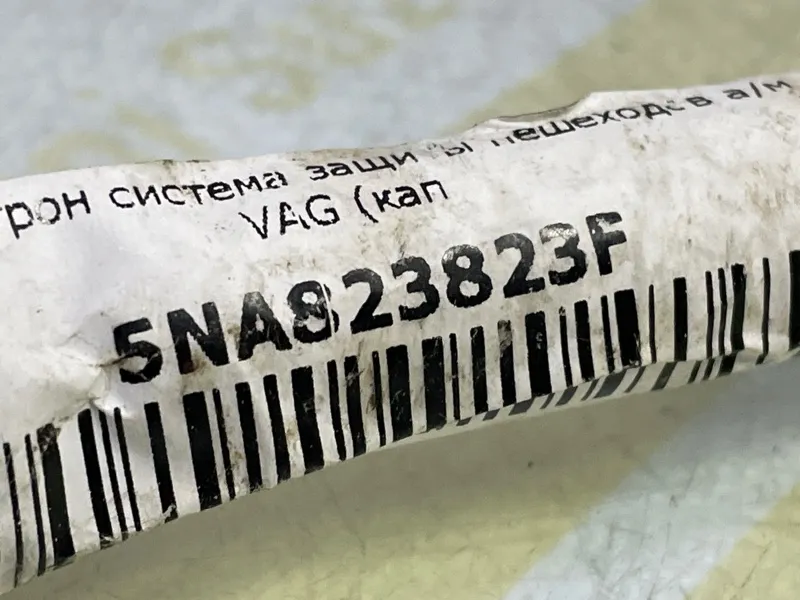 трон система защиты пешеходов а/м
VAG (кап
5NA823823F